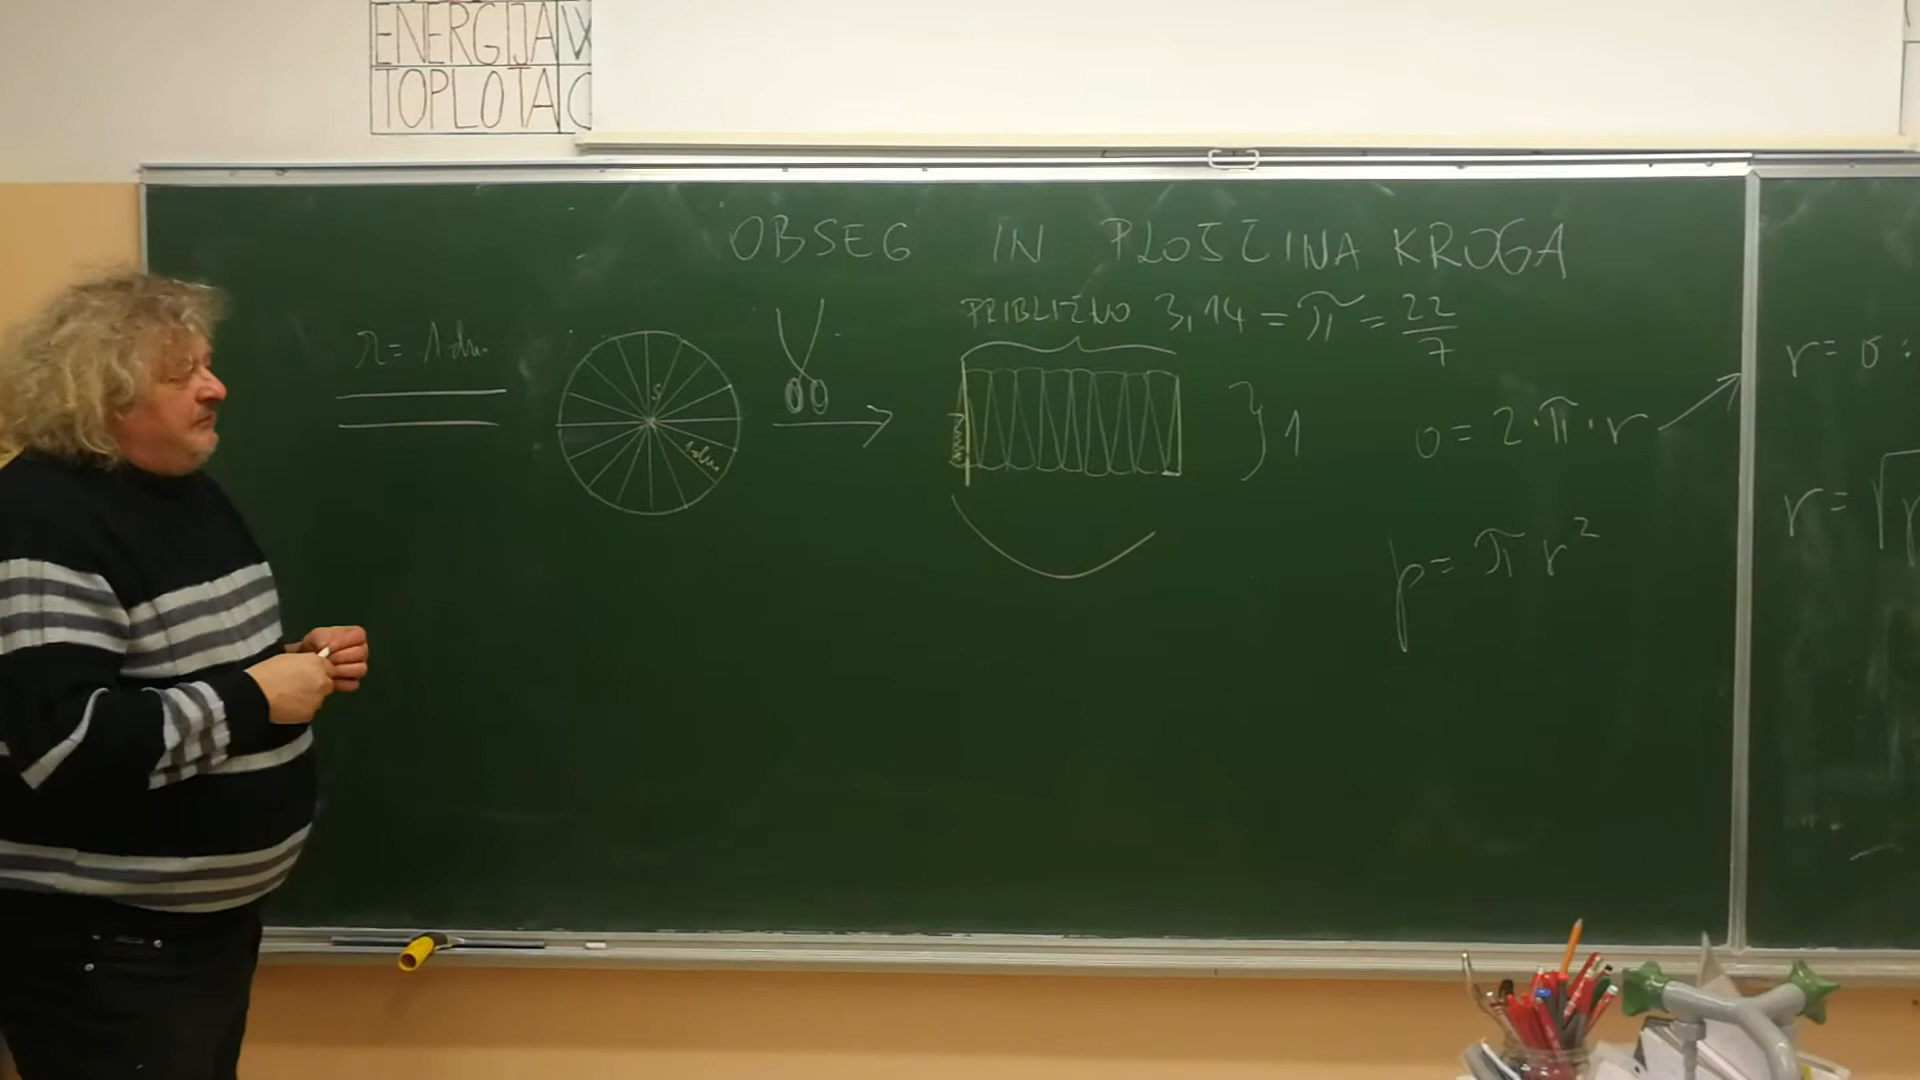 ENERGIJA W
TOPLOTA
OBSEG IN PLOŠČINA KROGA
r = 1 dm
S
1 dm
PRIBLIŽNO 3,14 = π = 22/7
} 1
o = 2·π·r
p = π r²
r = o :
r = √p